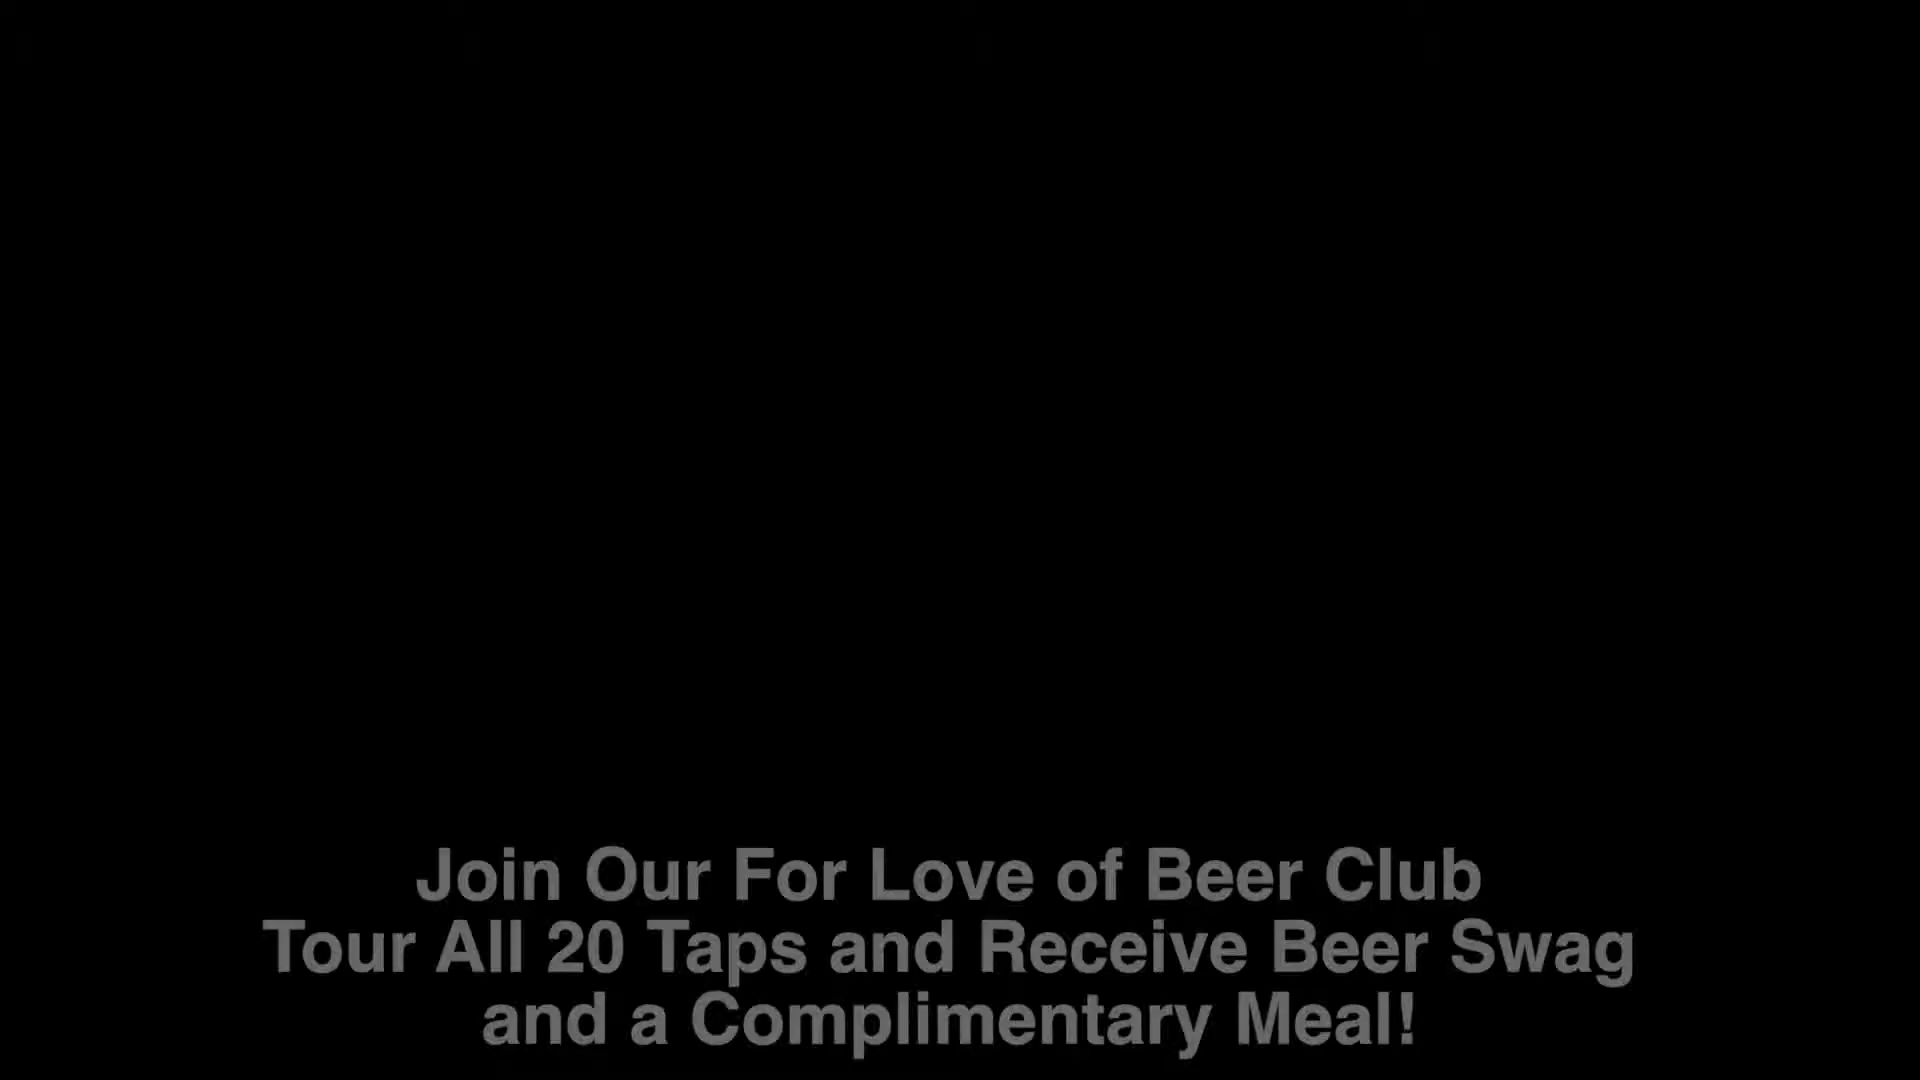 Join Our For Love of Beer Club
Tour All 20 Taps and Receive Beer Swag
and a Complimentary Meal!